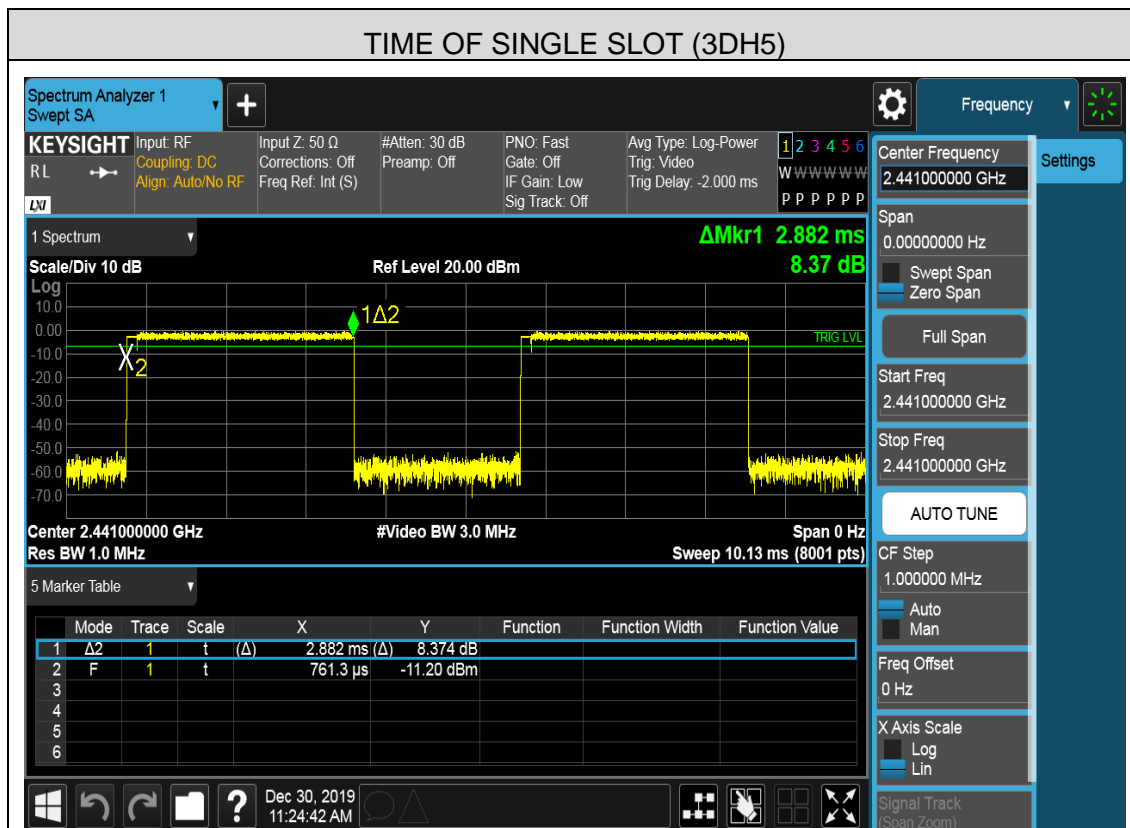 TIME OF SINGLE SLOT (3DH5)
Spectrum Analyzer 1
Swept SA
+
Frequency
KEYSIGHT
RL
LXI
Input: RF
Coupling: DC
Align: Auto/No RF
Input Z: 50 Ω
Corrections: Off
Freq Ref: Int (S)
#Atten: 30 dB
Preamp: Off
PNO: Fast
Gate: Off
IF Gain: Low
Sig Track: Off
Avg Type: Log-Power
Trig: Video
Trig Delay: -2.000 ms
1 2 3 4 5 6
W W W W W W
P P P P P P
1 Spectrum
ΔMkr1 2.882 ms
8.37 dB
Scale/Div 10 dB
Ref Level 20.00 dBm
Log
10.0
0.00
-10.0
-20.0
-30.0
-40.0
-50.0
-60.0
-70.0
1Δ2
X2
TRIG LVL
Center 2.441000000 GHz
#Video BW 3.0 MHz
Span 0 Hz
Res BW 1.0 MHz
Sweep 10.13 ms (8001 pts)
5 Marker Table
Mode Trace Scale X Y Function Function Width Function Value
1 Δ2 1 t (Δ) 2.882 ms (Δ) 8.374 dB
2 F 1 t 761.3 µs -11.20 dBm
3
4
5
6
Center Frequency
2.441000000 GHz
Settings
Span
0.00000000 Hz
Swept Span
Zero Span
Full Span
Start Freq
2.441000000 GHz
Stop Freq
2.441000000 GHz
AUTO TUNE
CF Step
1.000000 MHz
Auto
Man
Freq Offset
0 Hz
X Axis Scale
Log
Lin
Signal Track
(Span Zoom)
?
Dec 30, 2019
11:24:42 AM